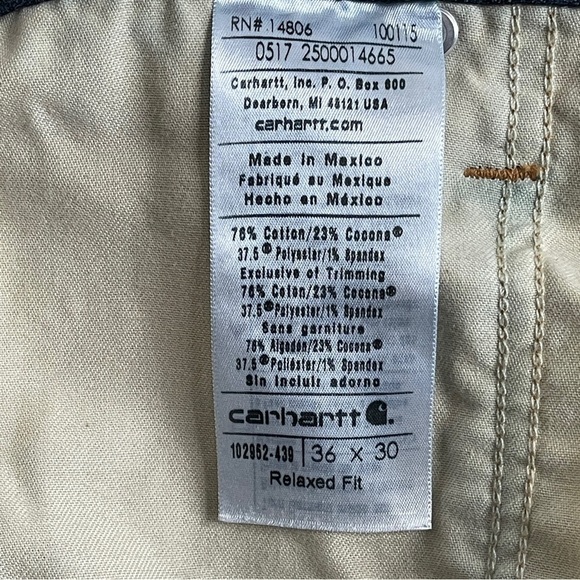 RN#.14806 100115
0517 2500014665
Carhartt, Inc. P. O. Box 600
Dearborn, MI 48121 USA
carhartt.com
Made in Mexico
Fabriqué au Mexique
Hecho en México
76% Cotton/23% Cocona®
37.5® Polyester/1% Spandex
Exclusive of Trimming
76% Coton/23% Cocona®
37.5® Polyester/1% Spandex
Sans garniture
76% Algodón/23% Cocona®
37.5® Poliéster/1% Spandex
Sin incluir adorno
carhartt
102952-439 36 x 30
Relaxed Fit